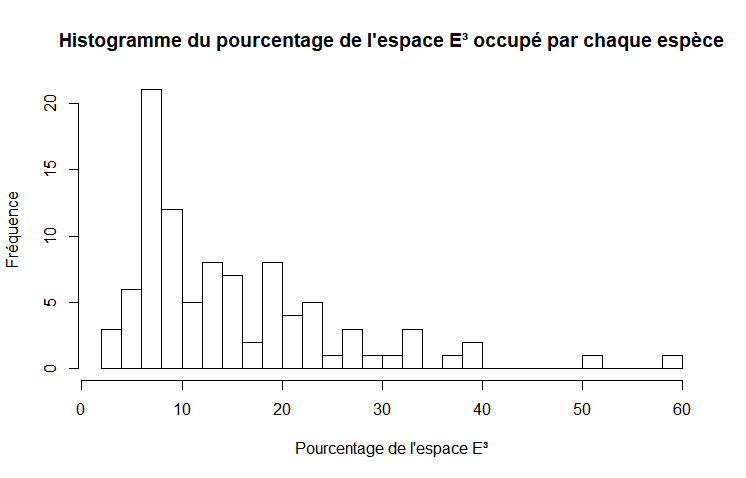 Histogramme du pourcentage de l'espace E³ occupé par chaque espèce
Fréquence
20
15
10
5
0
0 10 20 30 40 50 60
Pourcentage de l'espace E³